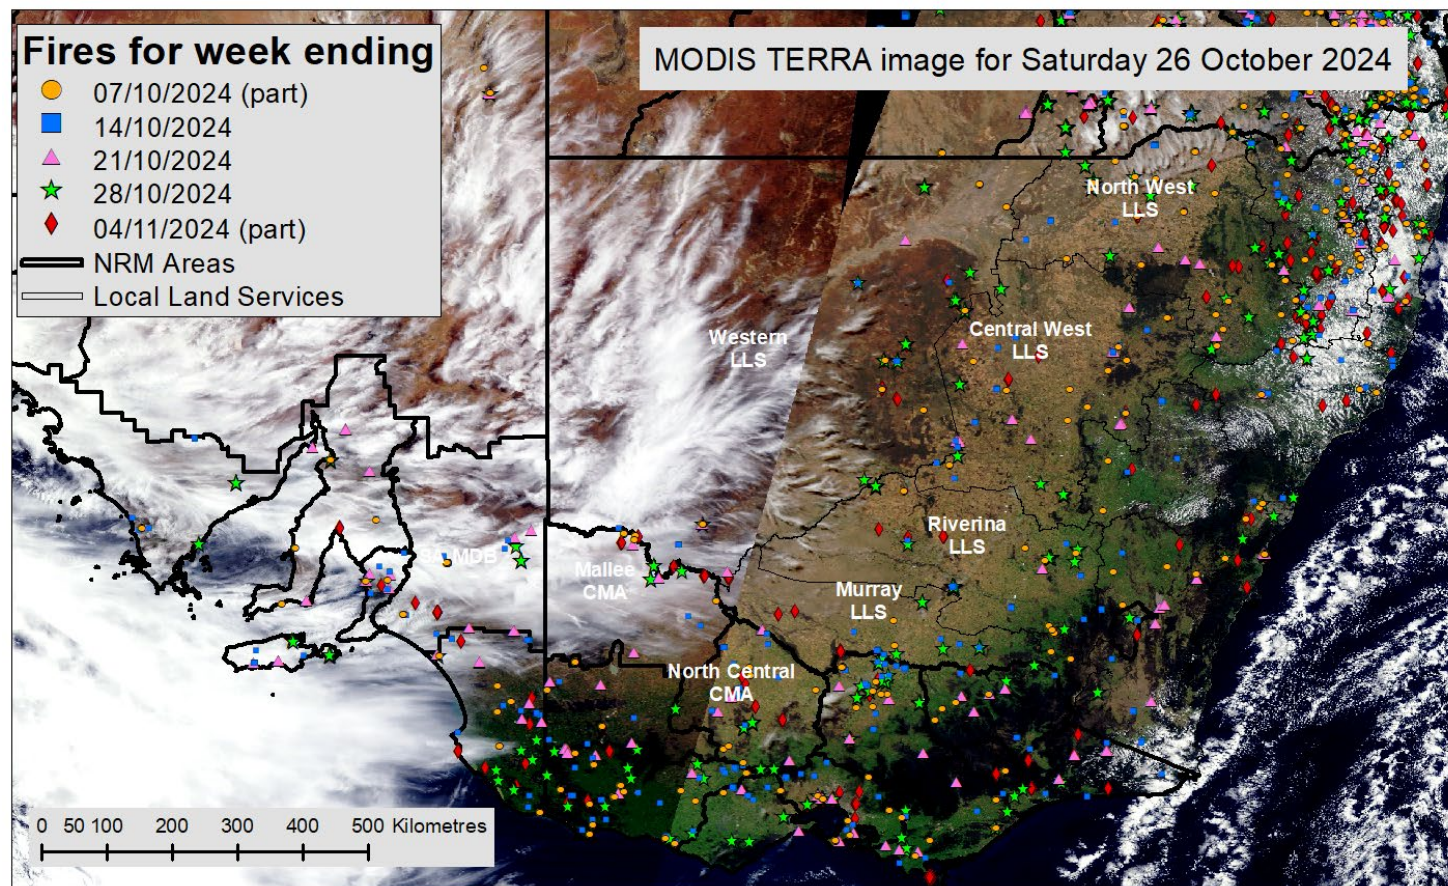 Fires for week ending
07/10/2024 (part)
14/10/2024
21/10/2024
28/10/2024
04/11/2024 (part)
NRM Areas
Local Land Services
MODIS TERRA image for Saturday 26 October 2024
North West
LLS
Western
LLS
Central West
LLS
Riverina
LLS
SA MDB
Mallee
CMA
Murray
LLS
North Central
CMA
0 50 100 200 300 400 500 Kilometres